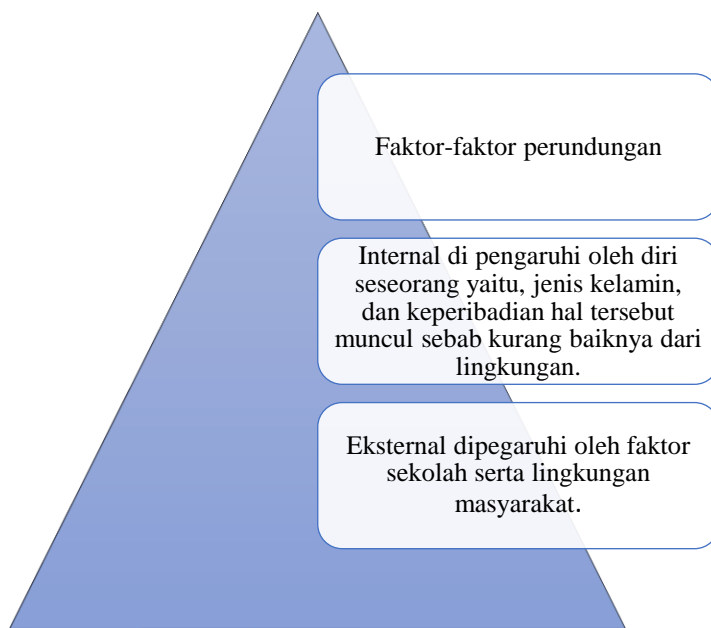 Faktor-faktor perundungan
Internal di pengaruhi oleh diri
seseorang yaitu, jenis kelamin,
dan keperibadian hal tersebut
muncul sebab kurang baiknya dari
lingkungan.
Eksternal dipegaruhi oleh faktor
sekolah serta lingkungan
masyarakat.